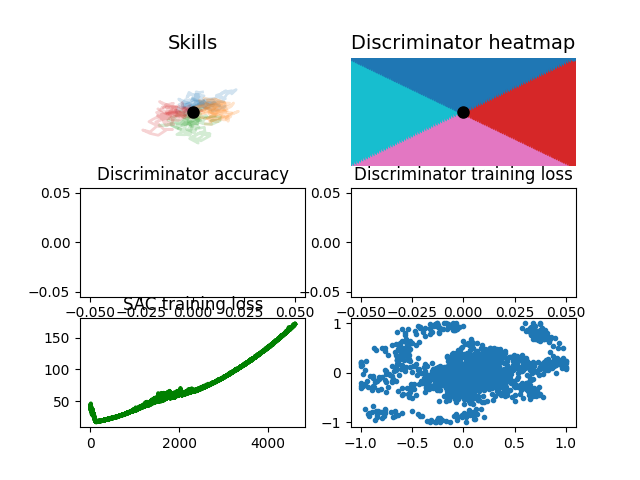 Skills
Discriminator heatmap
Discriminator accuracy
Discriminator training loss
0.05
0.00
−0.05
0.05
0.00
−0.05
−0.050 −0.025 0.000 0.025 0.050
−0.050 −0.025 0.000 0.025 0.050
SAC training loss
150
100
50
0 2000 4000
1
0
−1
−1.0 −0.5 0.0 0.5 1.0